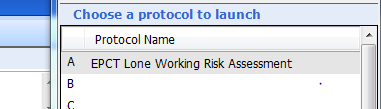 Choose a protocol to launch
Protocol Name
A EPCT Lone Working Risk Assessment
B
C